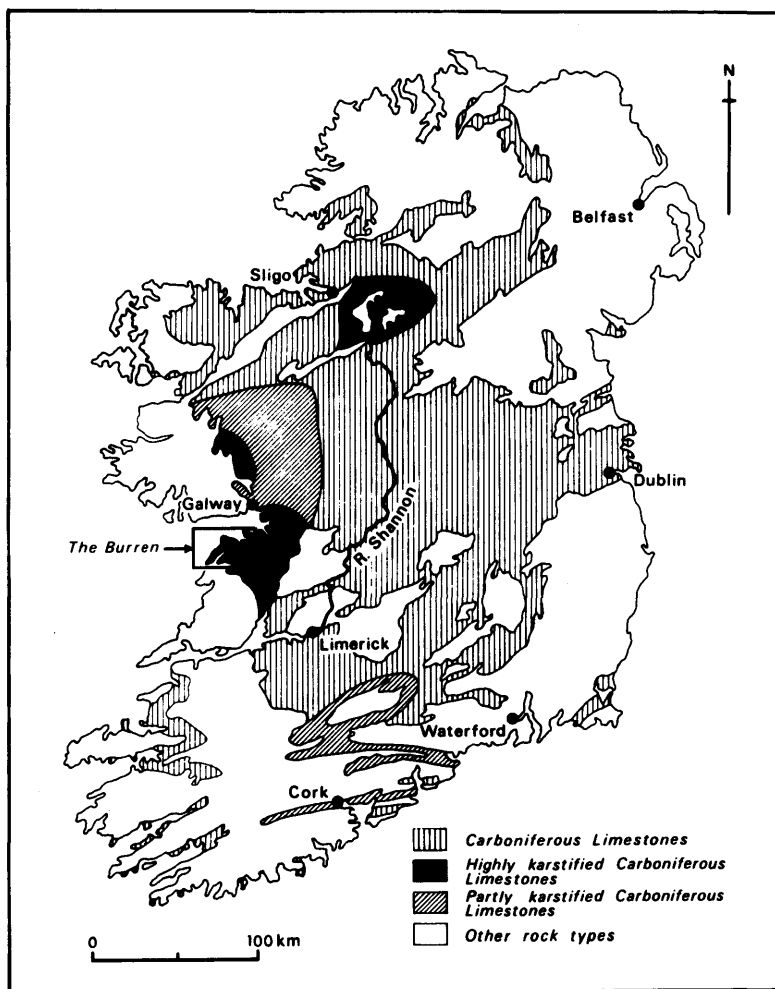 N
Belfast
Sligo
Dublin
Galway
The Burren
R. Shannon
Limerick
Waterford
Cork
Carboniferous Limestones
Highly karstified Carboniferous
Limestones
Partly karstified Carboniferous
Limestones
Other rock types
0 100 km